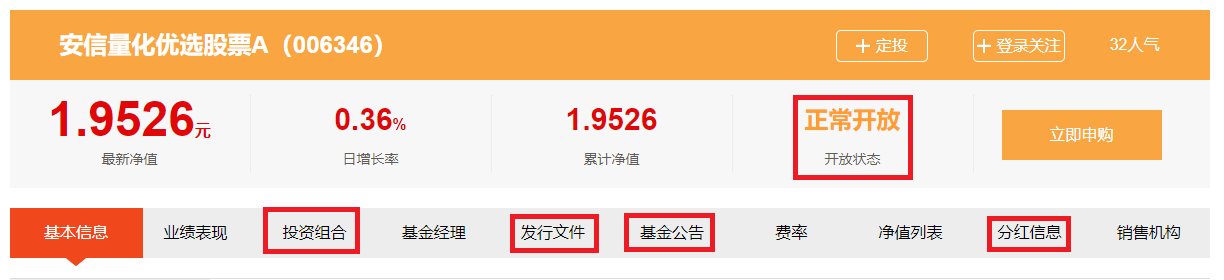 安信量化优选股票A（006346）
+ 定投
+ 登录关注
32人气
1.9526元
0.36%
1.9526
正常开放
立即申购
最新净值
日增长率
累计净值
开放状态
基本信息
业绩表现
投资组合
基金经理
发行文件
基金公告
费率
净值列表
分红信息
销售机构